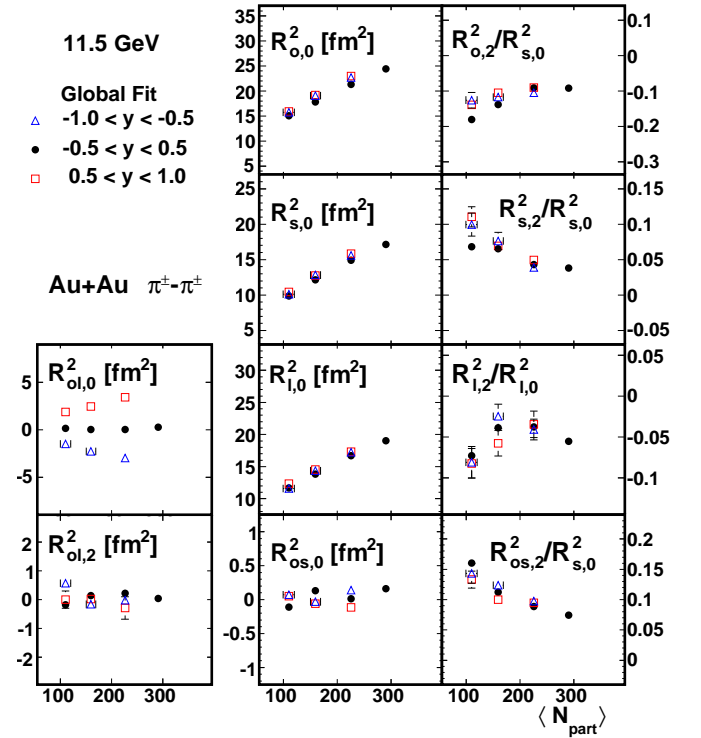 11.5 GeV
Global Fit
-1.0 < y < -0.5
-0.5 < y < 0.5
0.5 < y < 1.0
Au+Au π±-π±
R²o,0 [fm²]
35
30
25
20
15
10
5
R²o,2/R²s,0
0.1
0
-0.1
-0.2
-0.3
R²s,0 [fm²]
25
20
15
10
5
R²s,2/R²s,0
0.15
0.1
0.05
0
-0.05
R²ol,0 [fm²]
5
0
-5
R²l,0 [fm²]
30
25
20
15
10
R²l,2/R²l,0
0.05
0
-0.05
-0.1
R²ol,2 [fm²]
2
1
0
-1
-2
R²os,0 [fm²]
1
0.5
0
-0.5
-1
R²os,2/R²s,0
0.2
0.1
0.15
0.1
0.05
0
100 200 300 100 200 300 100 200 300
⟨ Npart ⟩